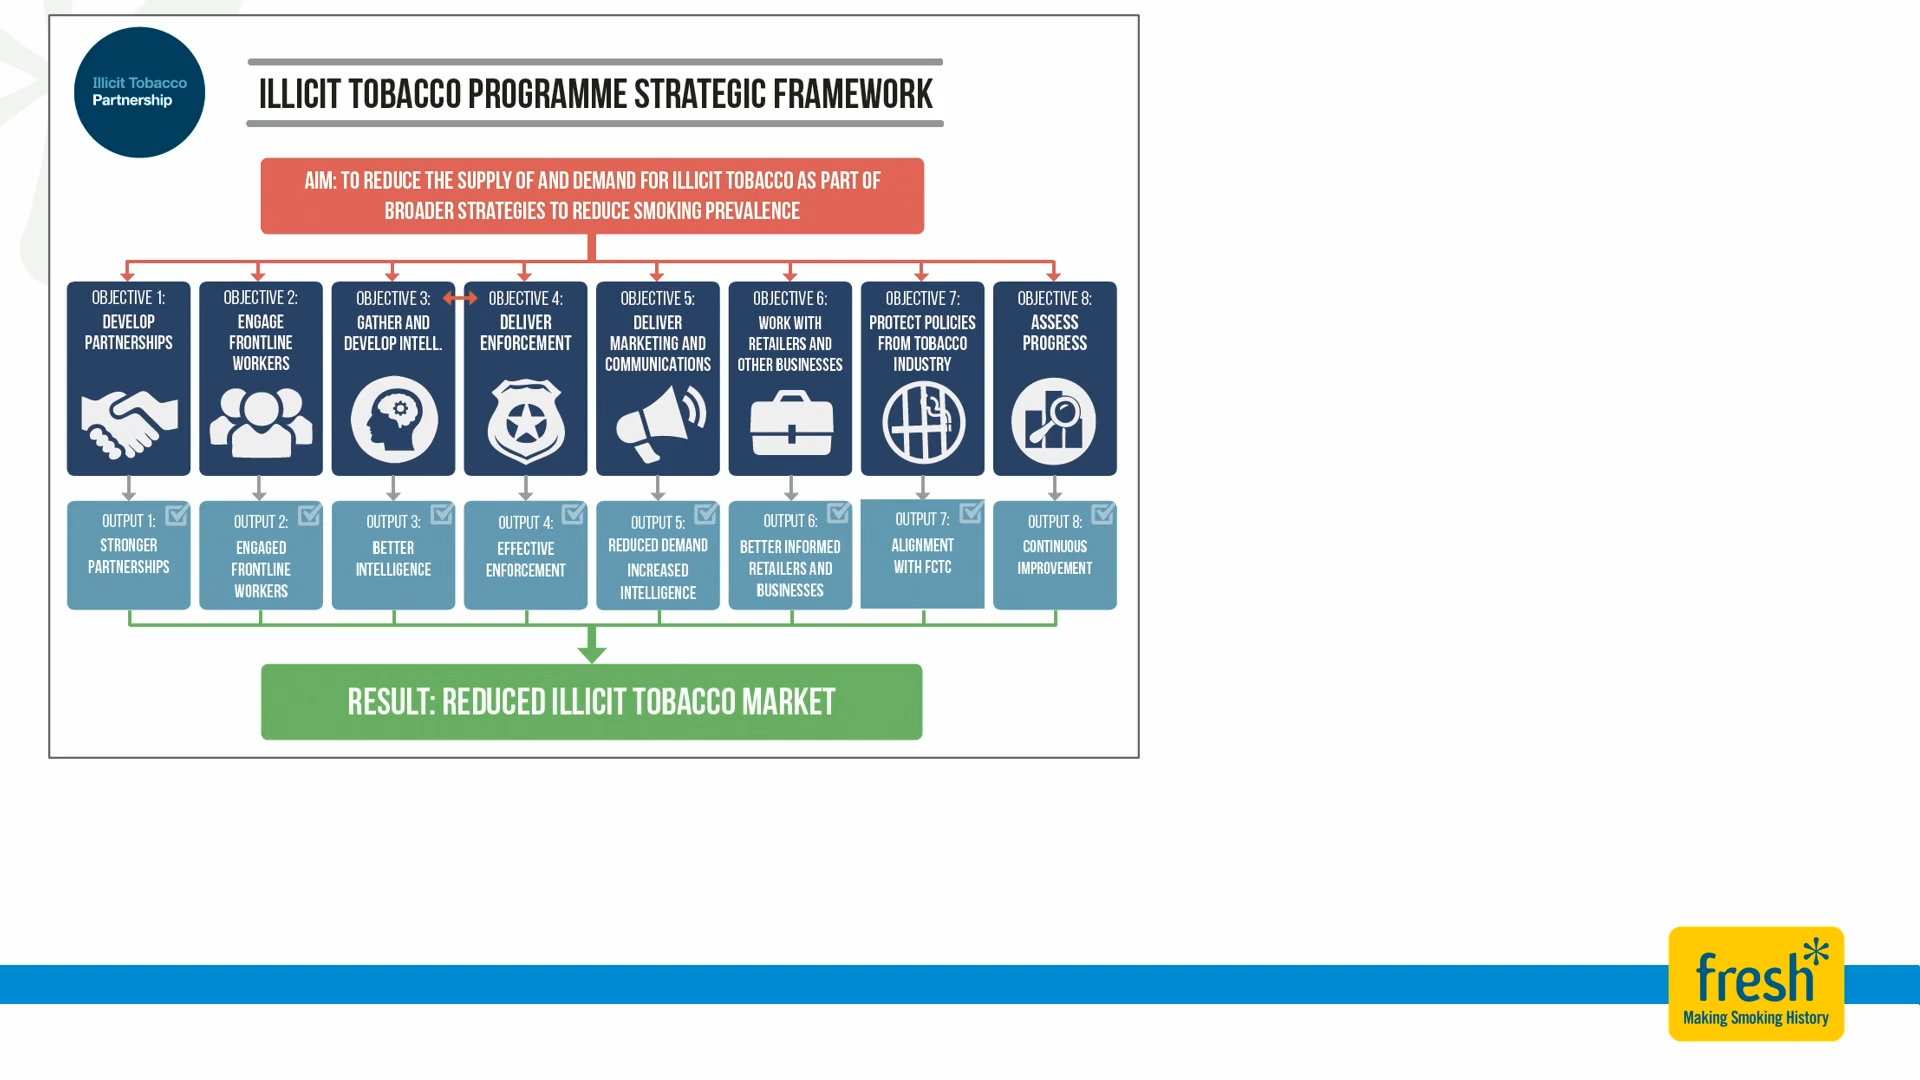 Illicit Tobacco
Partnership
ILLICIT TOBACCO PROGRAMME STRATEGIC FRAMEWORK
AIM: TO REDUCE THE SUPPLY OF AND DEMAND FOR ILLICIT TOBACCO AS PART OF
BROADER STRATEGIES TO REDUCE SMOKING PREVALENCE
OBJECTIVE 1:
DEVELOP
PARTNERSHIPS
OBJECTIVE 2:
ENGAGE
FRONTLINE
WORKERS
OBJECTIVE 3:
GATHER AND
DEVELOP INTELL.
OBJECTIVE 4:
DELIVER
ENFORCEMENT
OBJECTIVE 5:
DELIVER
MARKETING AND
COMMUNICATIONS
OBJECTIVE 6:
WORK WITH
RETAILERS AND
OTHER BUSINESSES
OBJECTIVE 7:
PROTECT POLICIES
FROM TOBACCO
INDUSTRY
OBJECTIVE 8:
ASSESS
PROGRESS
OUTPUT 1:
STRONGER
PARTNERSHIPS
OUTPUT 2:
ENGAGED
FRONTLINE
WORKERS
OUTPUT 3:
BETTER
INTELLIGENCE
OUTPUT 4:
EFFECTIVE
ENFORCEMENT
OUTPUT 5:
REDUCED DEMAND
INCREASED
INTELLIGENCE
OUTPUT 6:
BETTER INFORMED
RETAILERS AND
BUSINESSES
OUTPUT 7:
ALIGNMENT
WITH FCTC
OUTPUT 8:
CONTINUOUS
IMPROVEMENT
RESULT: REDUCED ILLICIT TOBACCO MARKET
fresh*
Making Smoking History